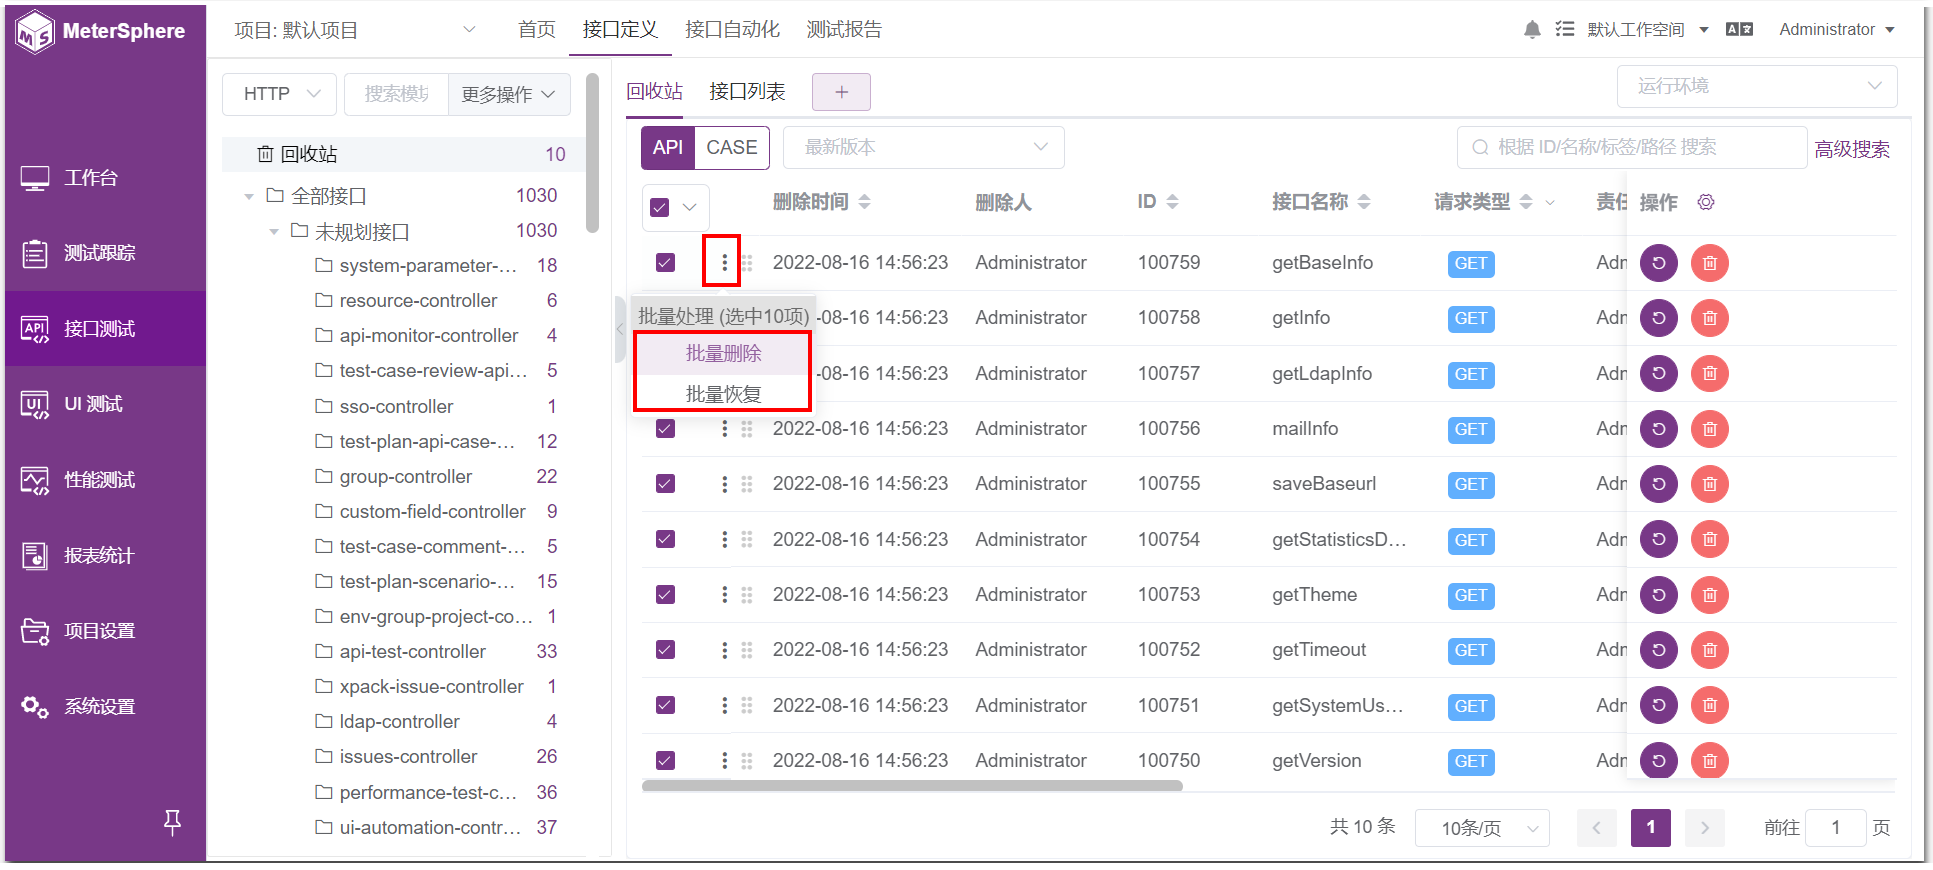 MeterSphere
项目: 默认项目
首页 接口定义 接口自动化 测试报告
默认工作空间
Administrator
工作台
测试跟踪
API 接口测试
UI UI 测试
性能测试
报表统计
项目设置
系统设置
HTTP
搜索模块
更多操作
回收站 10
全部接口 1030
未规划接口 1030
system-parameter-... 18
resource-controller 6
api-monitor-controller 4
test-case-review-api... 5
sso-controller 1
test-plan-api-case-... 12
group-controller 22
custom-field-controller 9
test-case-comment-... 5
test-plan-scenario-... 15
env-group-project-co... 1
api-test-controller 33
xpack-issue-controller 1
ldap-controller 4
issues-controller 26
performance-test-c... 36
ui-automation-contr... 37
回收站 接口列表 +
运行环境
API CASE
最新版本
根据 ID/名称/标签/路径 搜索
高级搜索
删除时间 删除人 ID 接口名称 请求类型 责任 操作
2022-08-16 14:56:23 Administrator 100759 getBaseInfo GET Adn
批量处理 (选中10项)
批量删除
批量恢复
-08-16 14:56:23 Administrator 100758 getInfo GET Adn
-08-16 14:56:23 Administrator 100757 getLdapInfo GET Adn
2022-08-16 14:56:23 Administrator 100756 mailInfo GET Adn
2022-08-16 14:56:23 Administrator 100755 saveBaseurl GET Adn
2022-08-16 14:56:23 Administrator 100754 getStatisticsD... GET Adn
2022-08-16 14:56:23 Administrator 100753 getTheme GET Adn
2022-08-16 14:56:23 Administrator 100752 getTimeout GET Adn
2022-08-16 14:56:23 Administrator 100751 getSystemUs... GET Adn
2022-08-16 14:56:23 Administrator 100750 getVersion GET Adn
共 10 条 10条/页 1 前往 1 页